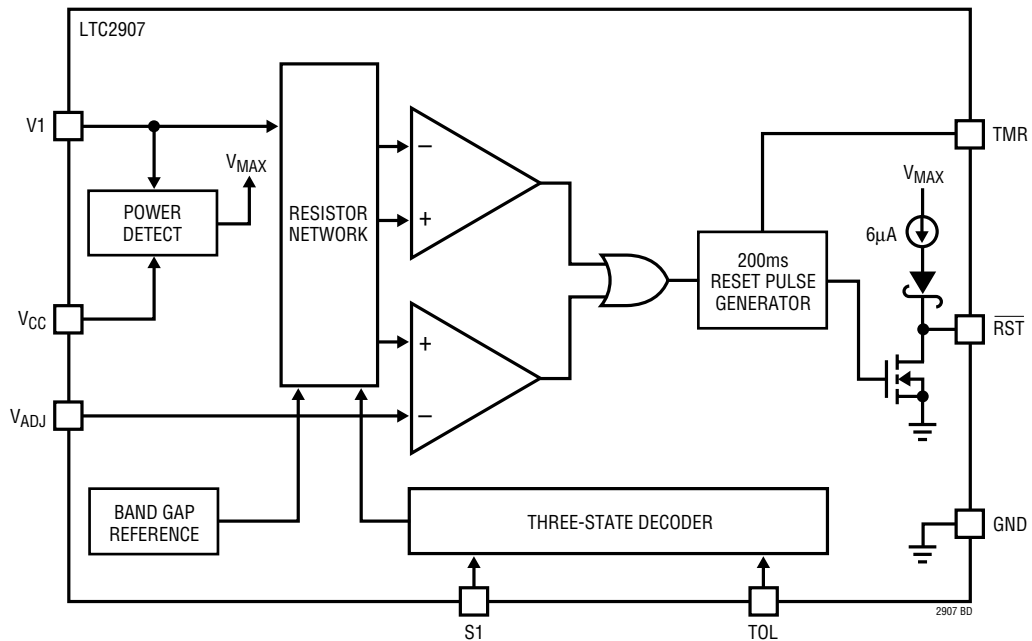 LTC2907
V1
VMAX
POWER
DETECT
VCC
VADJ
RESISTOR
NETWORK
−
+
+
−
BAND GAP
REFERENCE
THREE-STATE DECODER
200ms
RESET PULSE
GENERATOR
TMR
VMAX
6µA
RST
GND
S1
TOL
2907 BD